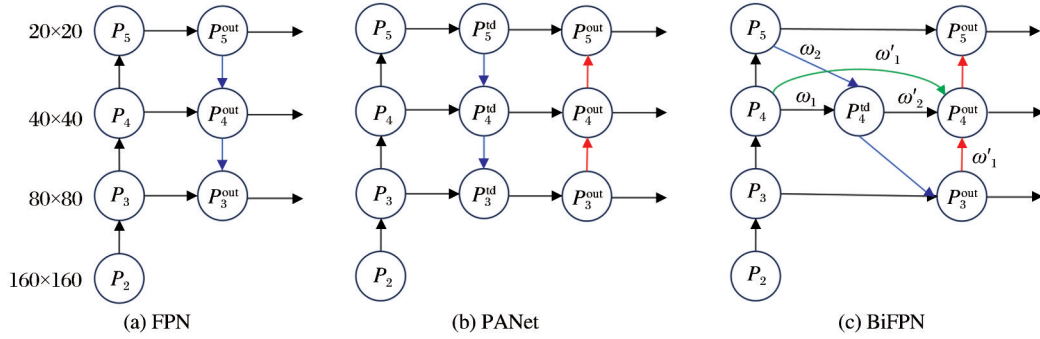 20×20 P₅ P₅ᵒᵘᵗ P₅ P₅ᵗᵈ P₅ᵒᵘᵗ P₅ P₅ᵒᵘᵗ
ω₂ ω′₁
40×40 P₄ P₄ᵒᵘᵗ P₄ P₄ᵗᵈ P₄ᵒᵘᵗ P₄ ω₁ P₄ᵗᵈ ω′₂ P₄ᵒᵘᵗ
ω′₁
80×80 P₃ P₃ᵒᵘᵗ P₃ P₃ᵗᵈ P₃ᵒᵘᵗ P₃ P₃ᵒᵘᵗ
160×160 P₂ P₂ P₂
(a) FPN (b) PANet (c) BiFPN